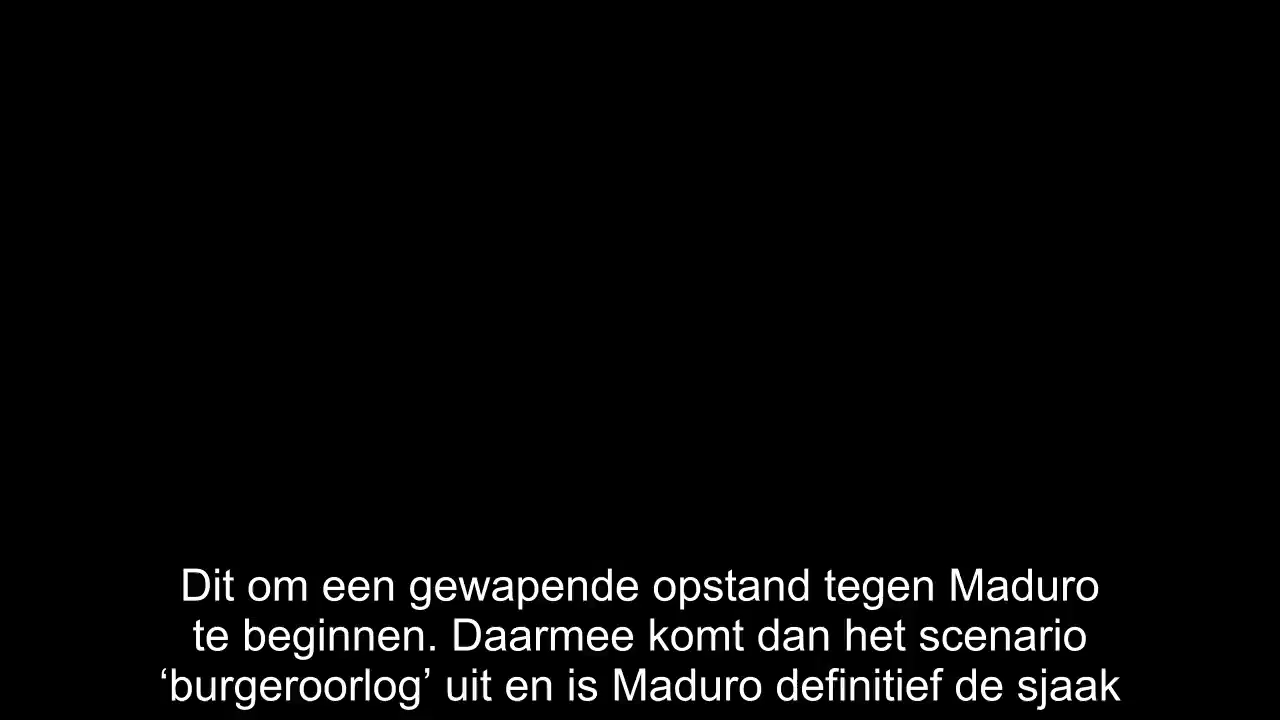 Dit om een gewapende opstand tegen Maduro
te beginnen. Daarmee komt dan het scenario
‘burgeroorlog’ uit en is Maduro definitief de sjaak